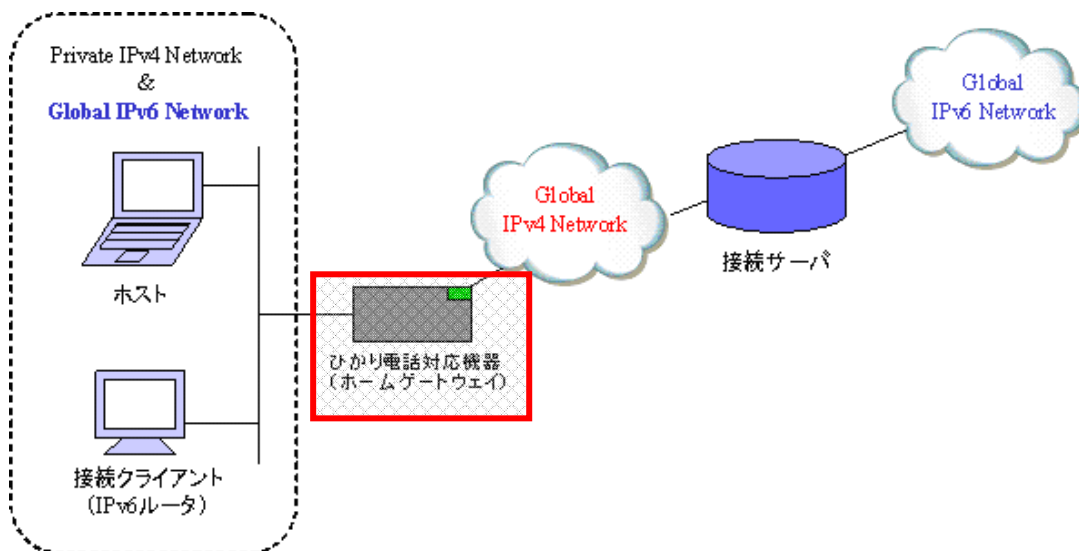 Private IPv4 Network
&
Global IPv6 Network
ホスト
接続クライアント
(IPv6ルータ)
ひかり電話対応機器
(ホームゲートウェイ)
Global
IPv4 Network
接続サーバ
Global
IPv6 Network